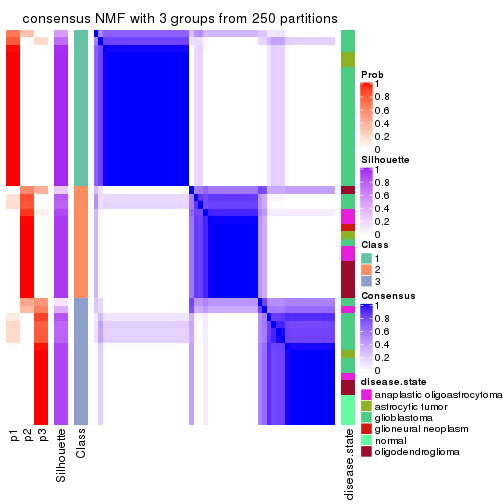 consensus NMF with 3 groups from 250 partitions
Prob
1
0.8
0.6
0.4
0.2
0
Silhouette
1
0.8
0.6
0.4
0.2
0
Class
1
2
3
Consensus
1
0.8
0.6
0.4
0.2
0
disease.state
anaplastic oligoastrocytoma
astrocytic tumor
glioblastoma
glioneural neoplasm
normal
oligodendroglioma
p1
p2
p3
Silhouette
Class
disease.state